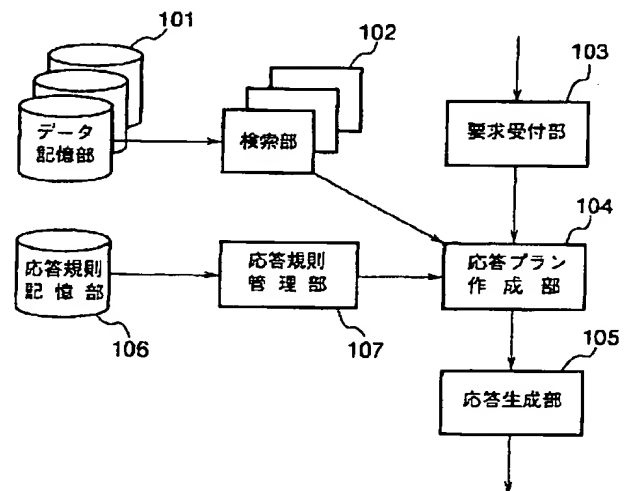 101
102
103
データ
記憶部
検索部
要求受付部
104
応答規則
記憶部
応答規則
管理部
応答プラン
作成部
106
107
105
応答生成部